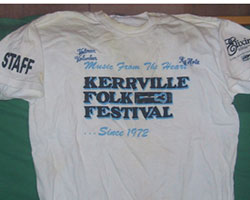 STAFF
Music From The Heart
KERRVILLE
FOLK
FESTIVAL
...Since 1972